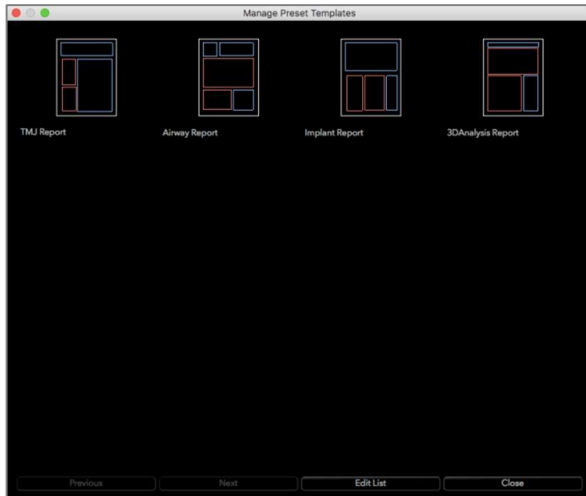 Manage Preset Templates
TMJ Report
Airway Report
Implant Report
3DAnalysis Report
Previous
Next
Edit List
Close